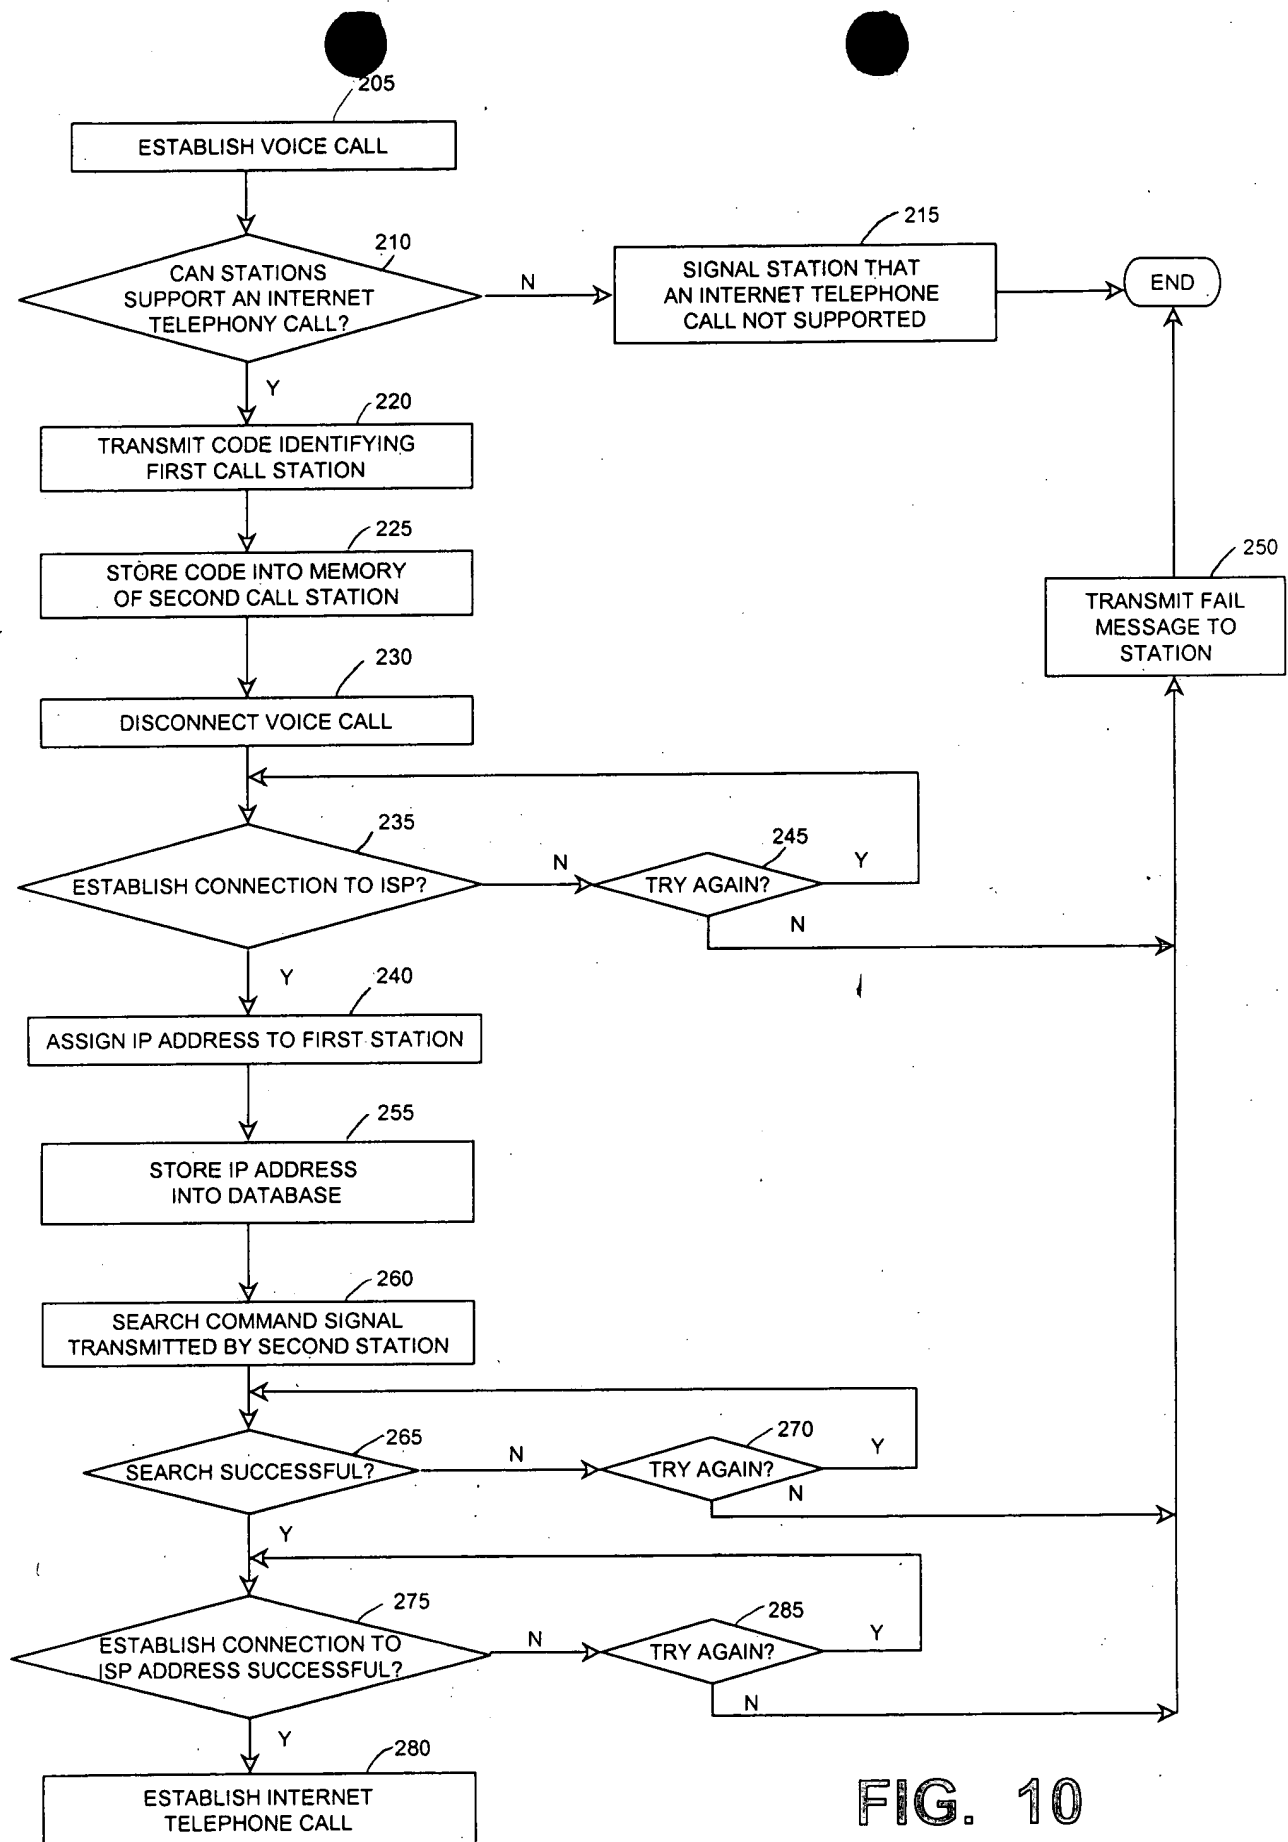 205
ESTABLISH VOICE CALL
210
CAN STATIONS
SUPPORT AN INTERNET
TELEPHONY CALL?
N
215
SIGNAL STATION THAT
AN INTERNET TELEPHONE
CALL NOT SUPPORTED
END
Y
220
TRANSMIT CODE IDENTIFYING
FIRST CALL STATION
225
STORE CODE INTO MEMORY
OF SECOND CALL STATION
250
TRANSMIT FAIL
MESSAGE TO
STATION
230
DISCONNECT VOICE CALL
235
ESTABLISH CONNECTION TO ISP?
N
245
TRY AGAIN?
Y
N
Y
240
ASSIGN IP ADDRESS TO FIRST STATION
255
STORE IP ADDRESS
INTO DATABASE
260
SEARCH COMMAND SIGNAL
TRANSMITTED BY SECOND STATION
265
SEARCH SUCCESSFUL?
N
270
TRY AGAIN?
Y
N
Y
275
ESTABLISH CONNECTION TO
ISP ADDRESS SUCCESSFUL?
N
285
TRY AGAIN?
Y
N
Y
280
ESTABLISH INTERNET
TELEPHONE CALL
FIG. 10